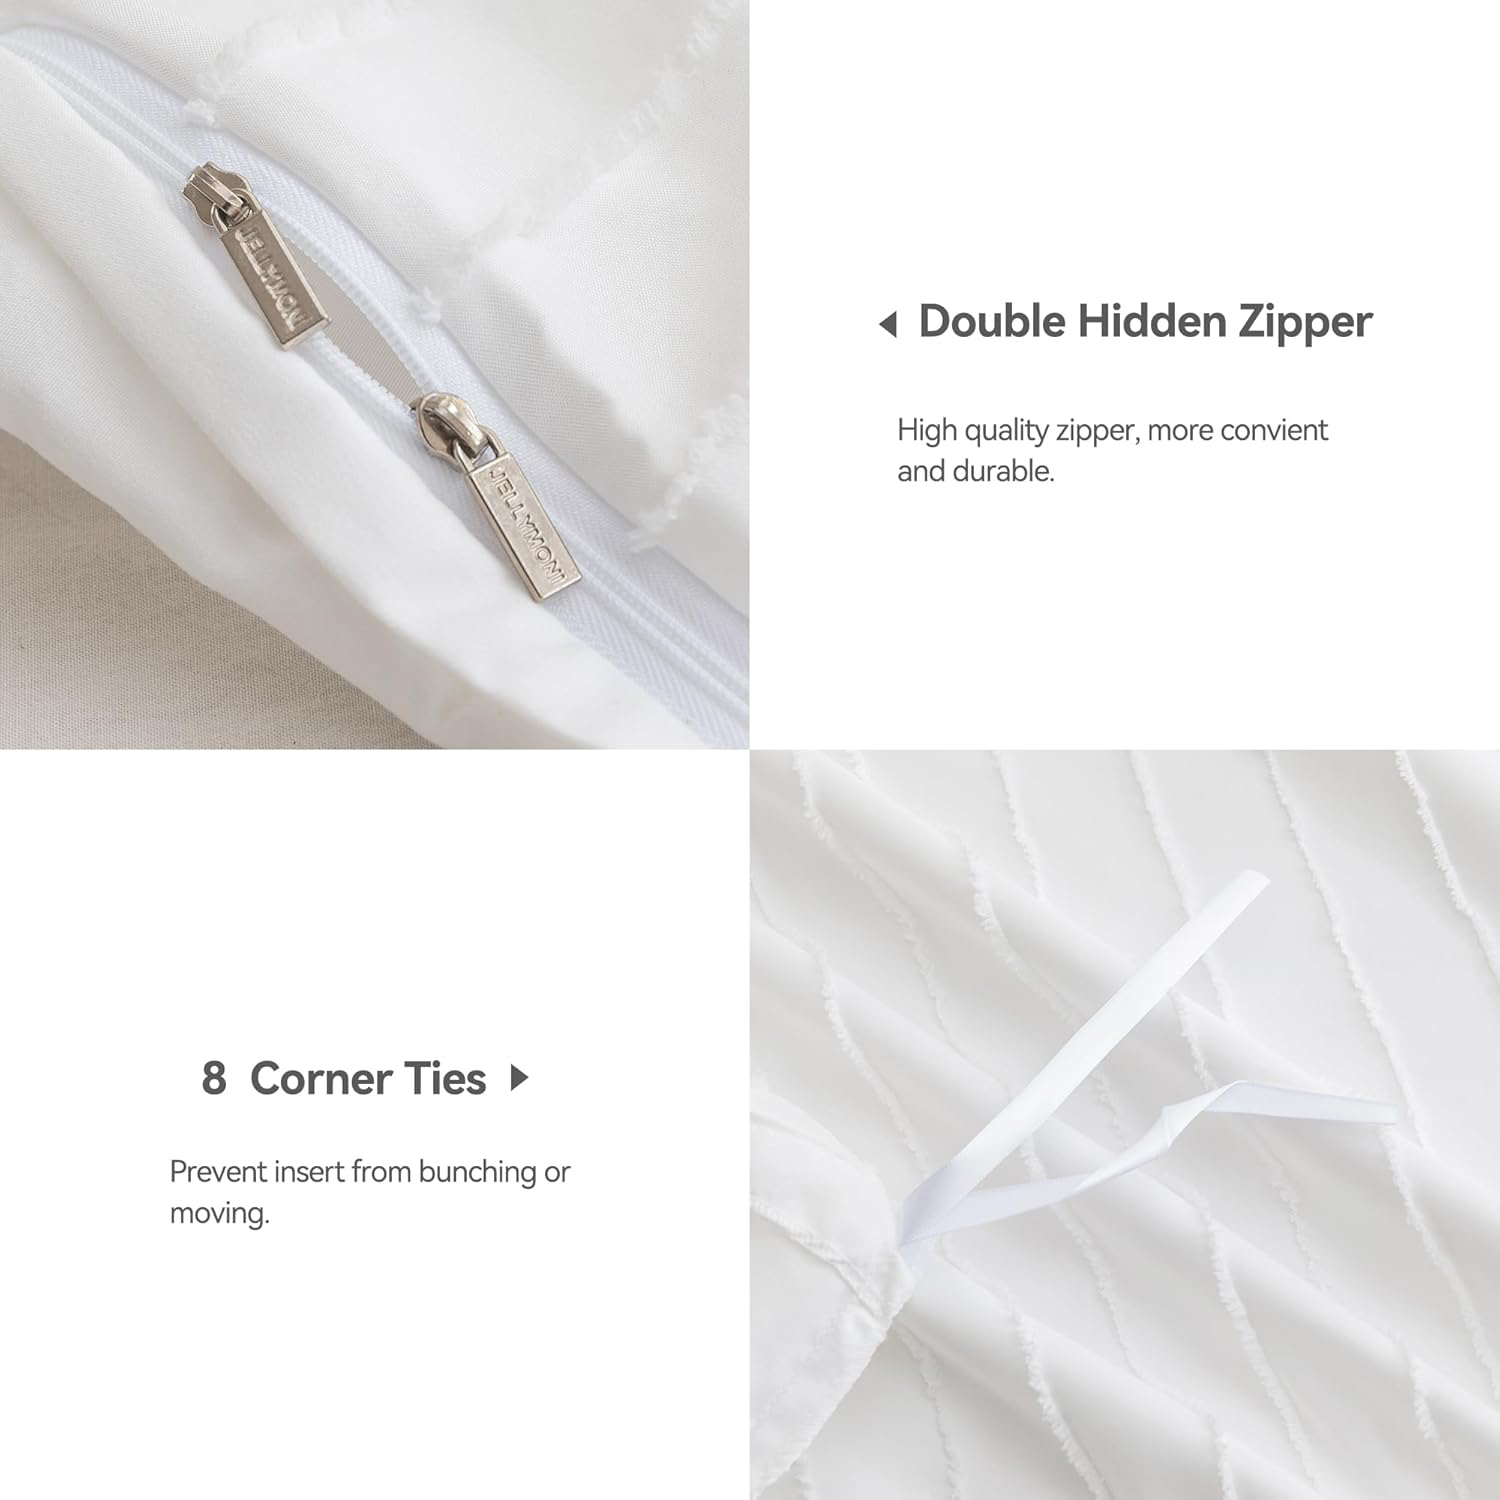 JELLYMONI
JELLYMONI
Double Hidden Zipper
High quality zipper, more convient
and durable.
8 Corner Ties
Prevent insert from bunching or
moving.